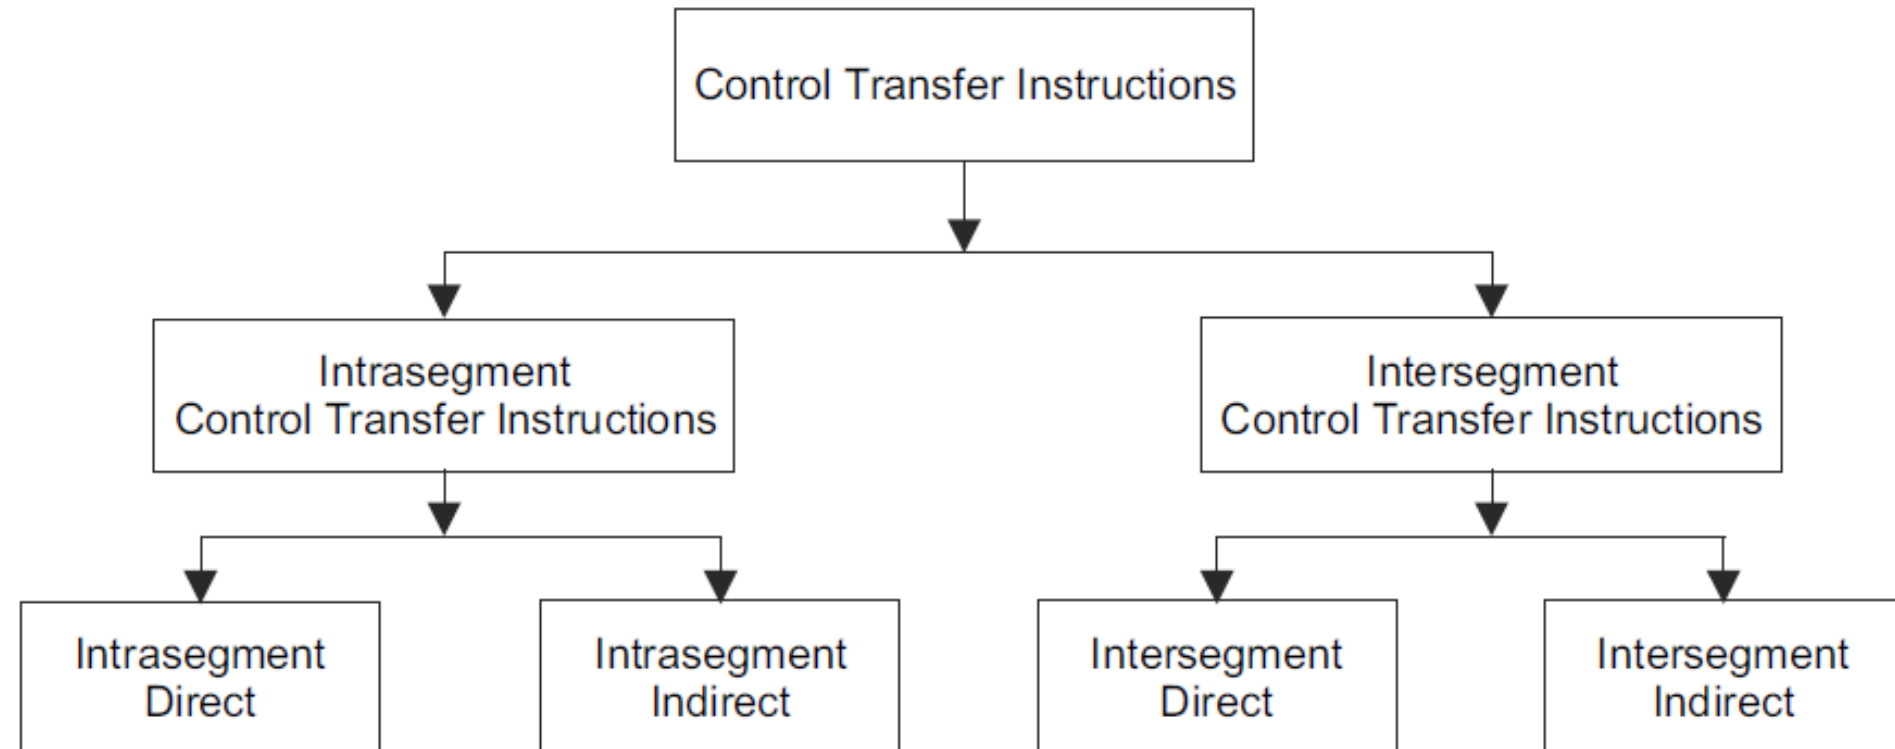 Control Transfer Instructions
Intrasegment
Control Transfer Instructions
Intersegment
Control Transfer Instructions
Intrasegment
Direct
Intrasegment
Indirect
Intersegment
Direct
Intersegment
Indirect